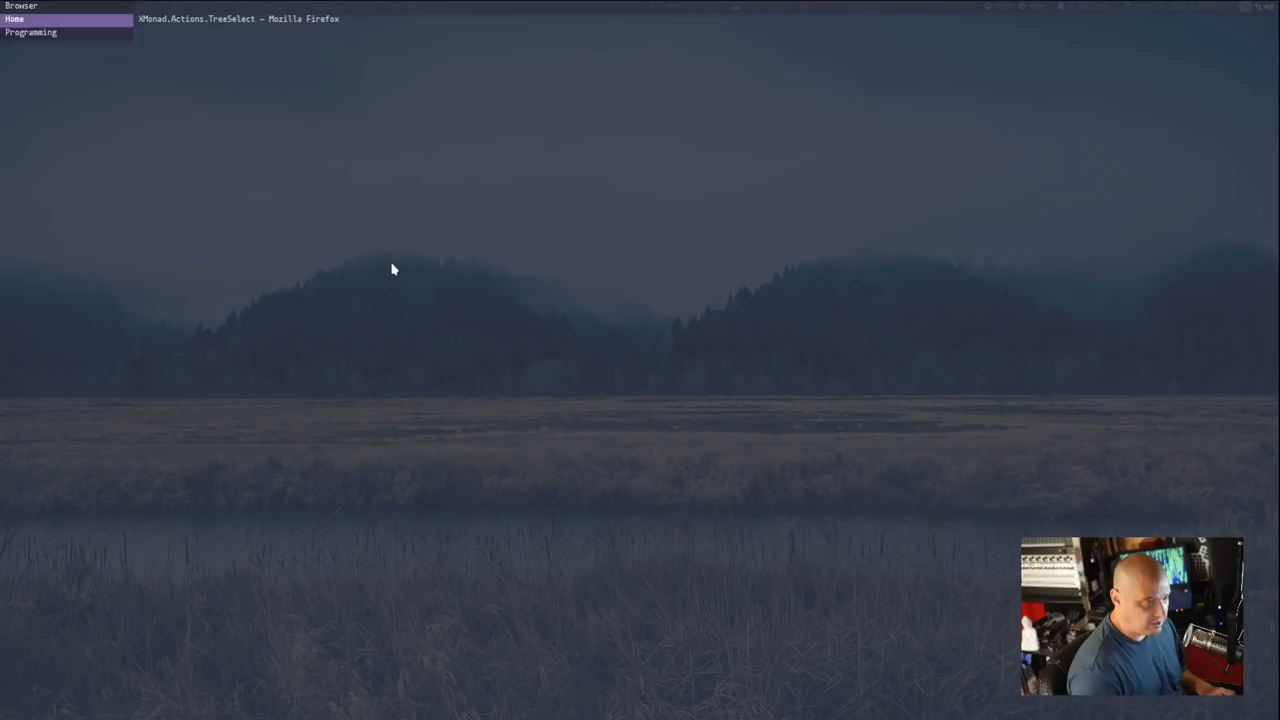 Browser
Home XMonad.Actions.TreeSelect – Mozilla Firefox
Programming